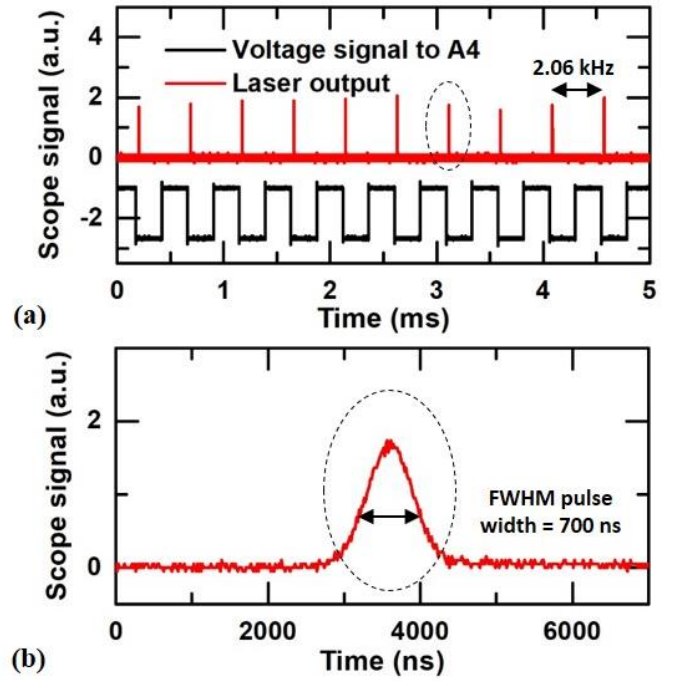 Scope signal (a.u.)
4
2
0
-2
Voltage signal to A4
Laser output
2.06 kHz
0 1 2 3 4 5
Time (ms)
(a)
Scope signal (a.u.)
2
0
FWHM pulse
width = 700 ns
0 2000 4000 6000
Time (ns)
(b)